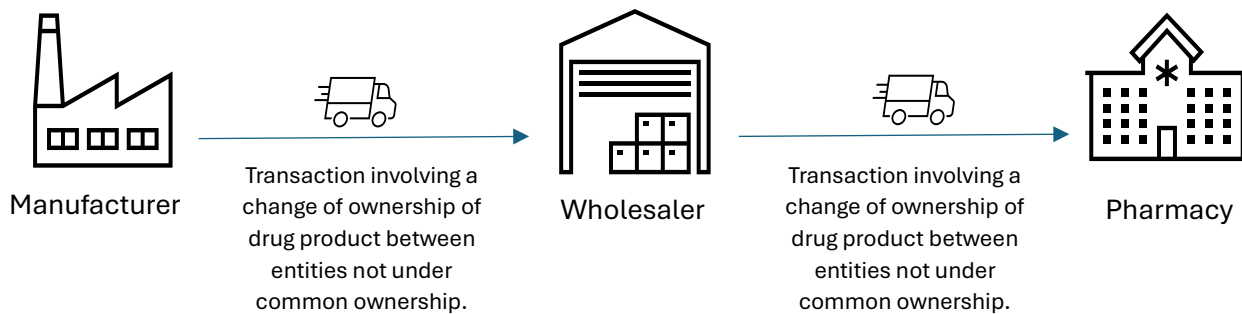 Manufacturer
Transaction involving a
change of ownership of
drug product between
entities not under
common ownership.
Wholesaler
Transaction involving a
change of ownership of
drug product between
entities not under
common ownership.
Pharmacy